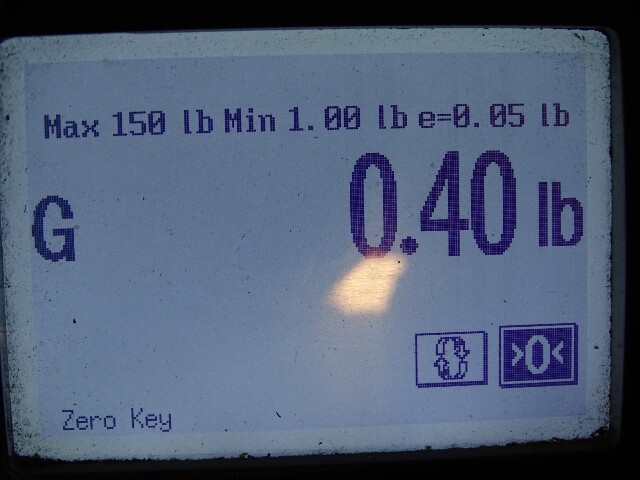 Max 150 lb Min 1.00 lb e=0.05 lb
G 0.40 lb
>0<
Zero Key